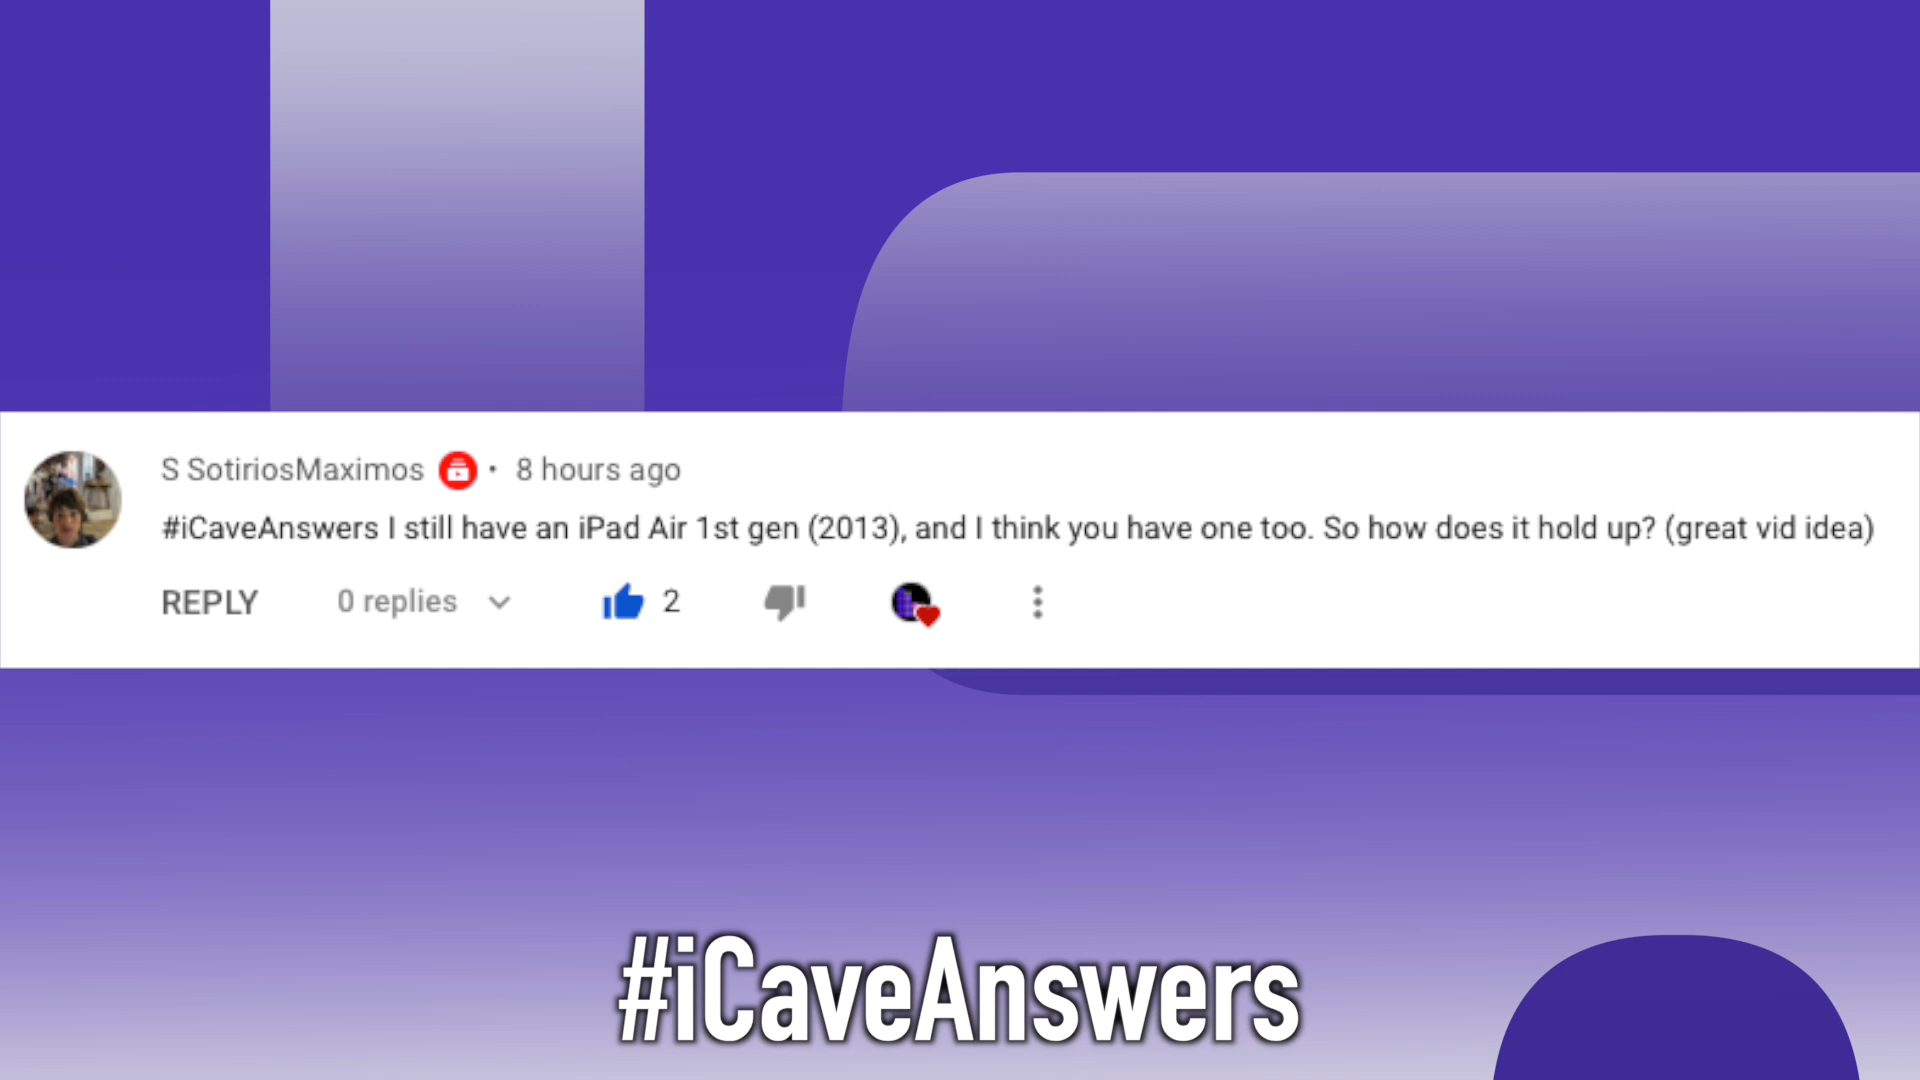 S SotiriosMaximos • 8 hours ago
#iCaveAnswers I still have an iPad Air 1st gen (2013), and I think you have one too. So how does it hold up? (great vid idea)
REPLY 0 replies 2
#iCaveAnswers